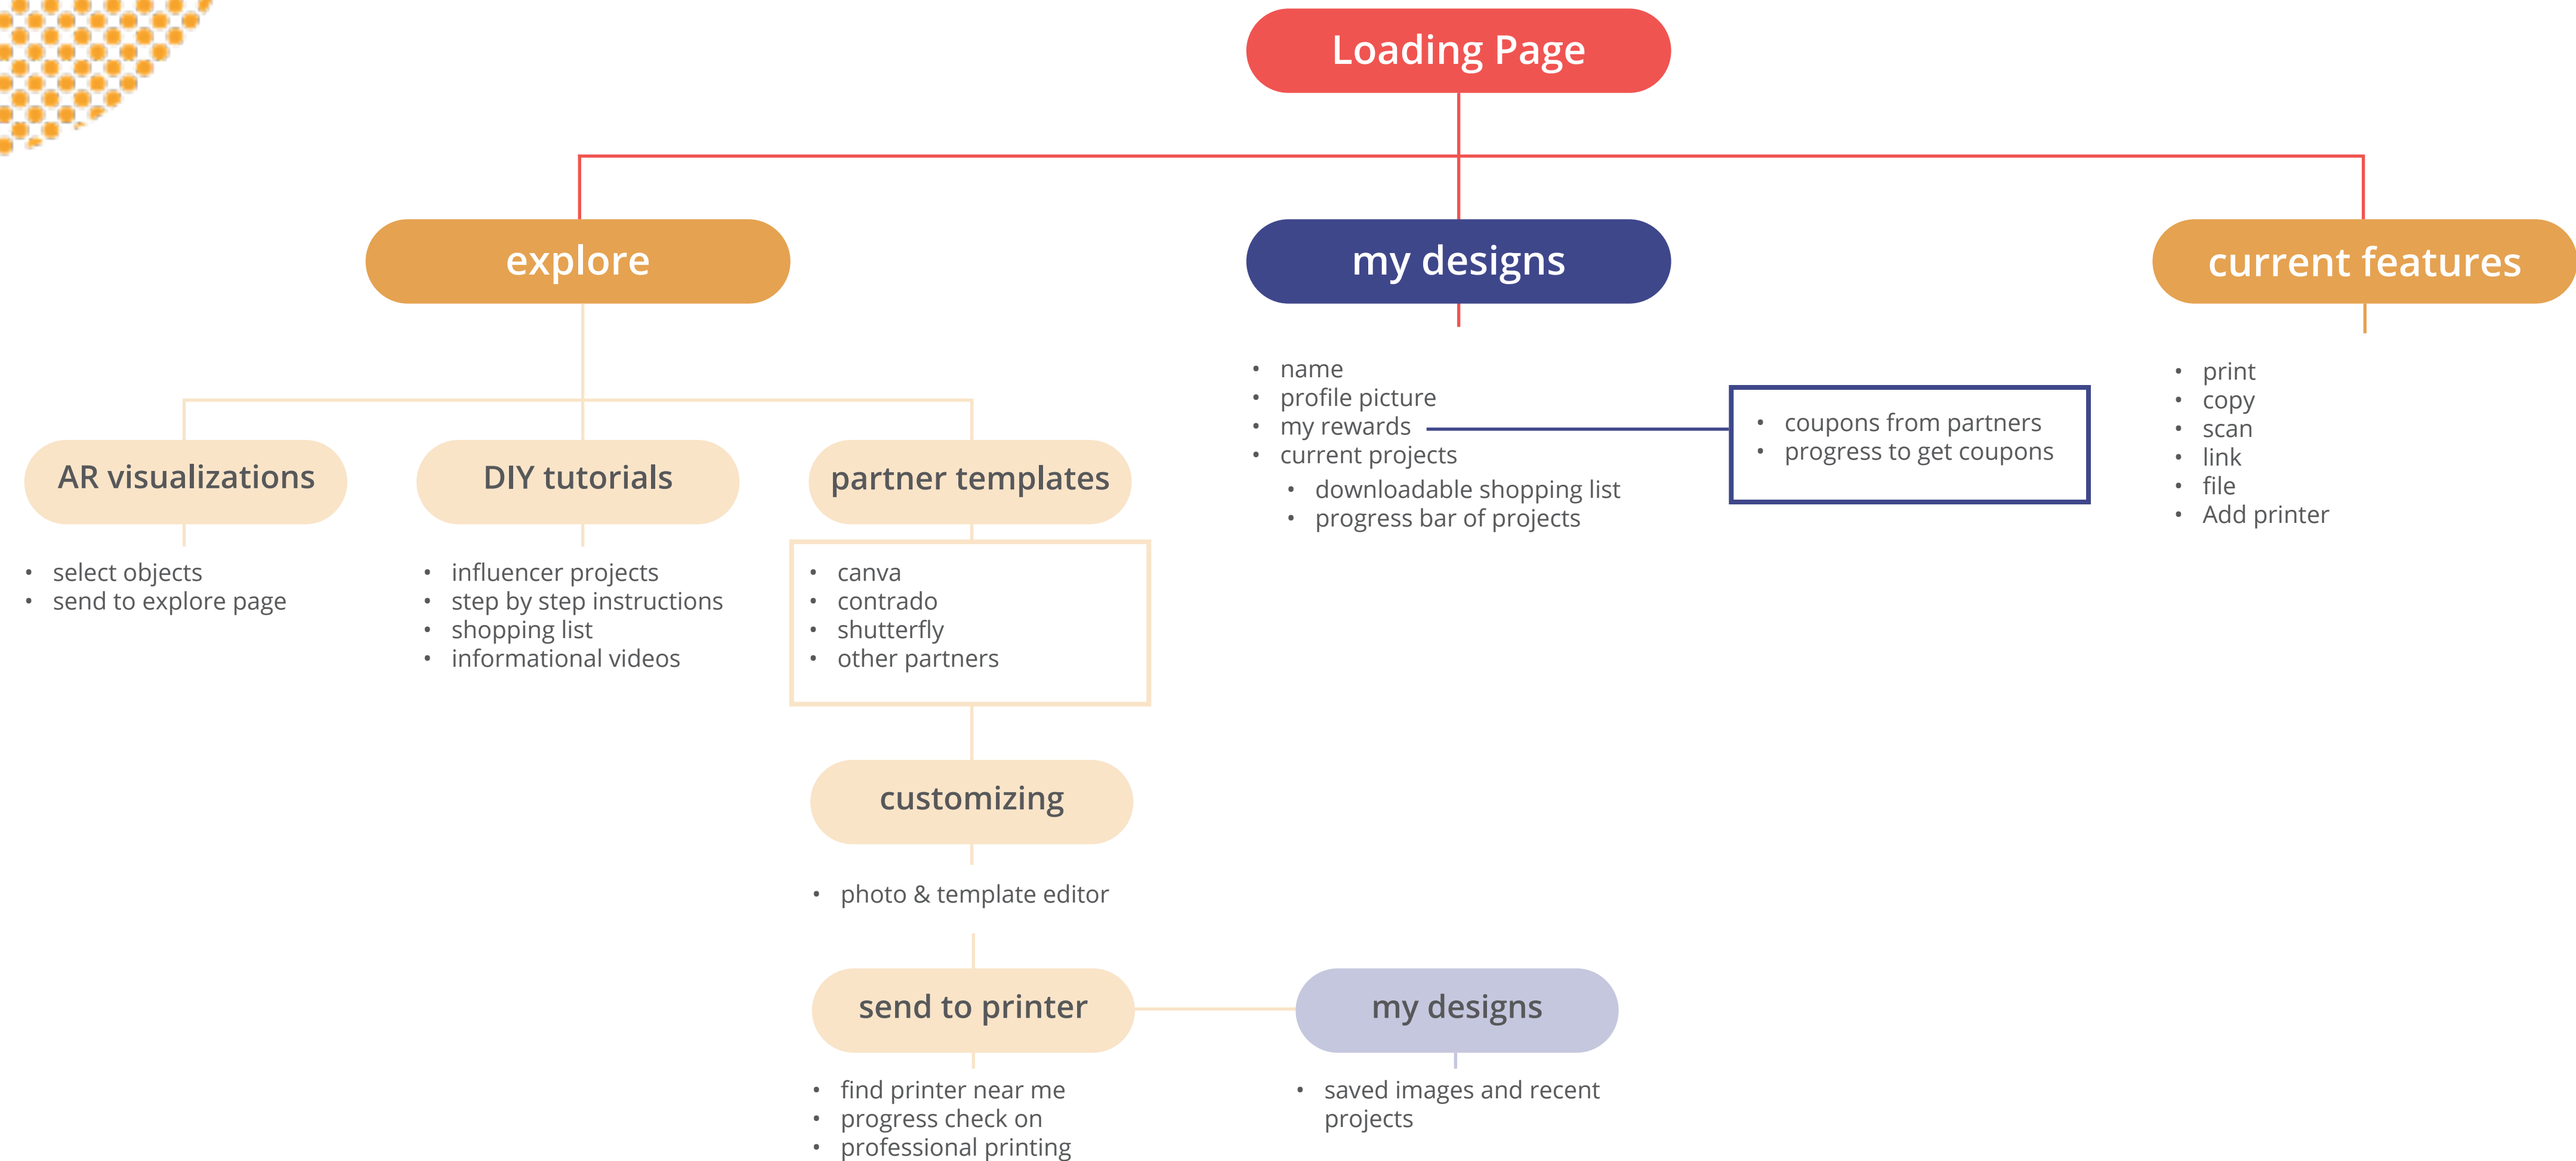 Loading Page
explore
my designs
current features
AR visualizations
• select objects
• send to explore page
DIY tutorials
• influencer projects
• step by step instructions
• shopping list
• informational videos
partner templates
• canva
• contrado
• shutterfly
• other partners
customizing
• photo & template editor
send to printer
• find printer near me
• progress check on
• professional printing
my designs
• saved images and recent
projects
• name
• profile picture
• my rewards
• current projects
• downloadable shopping list
• progress bar of projects
• coupons from partners
• progress to get coupons
• print
• copy
• scan
• link
• file
• Add printer